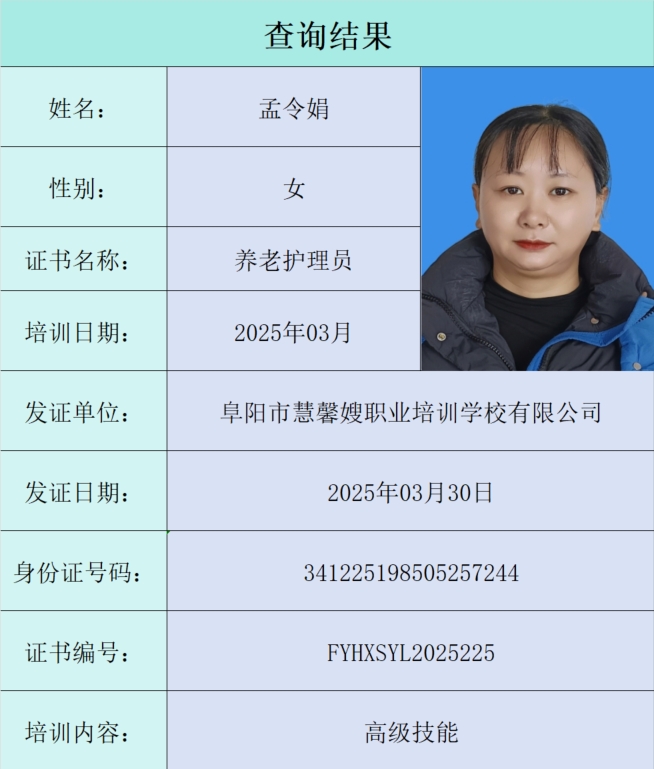 查询结果
姓名： 孟令娟
性别： 女
证书名称： 养老护理员
培训日期： 2025年03月
发证单位： 阜阳市慧馨嫂职业培训学校有限公司
发证日期： 2025年03月30日
身份证号码： 341225198505257244
证书编号： FYHXSYL2025225
培训内容： 高级技能